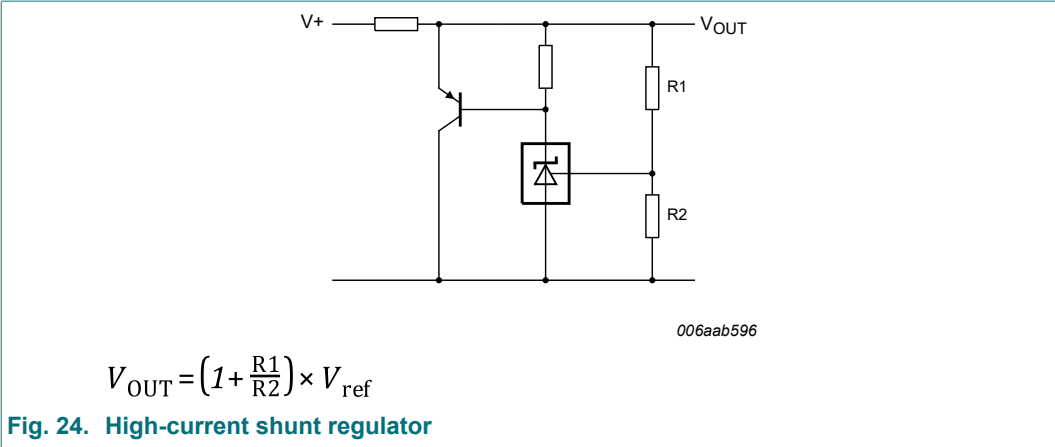 V+
VOUT
R1
R2
006aab596
VOUT = (1 + R1/R2) × Vref
Fig. 24. High-current shunt regulator